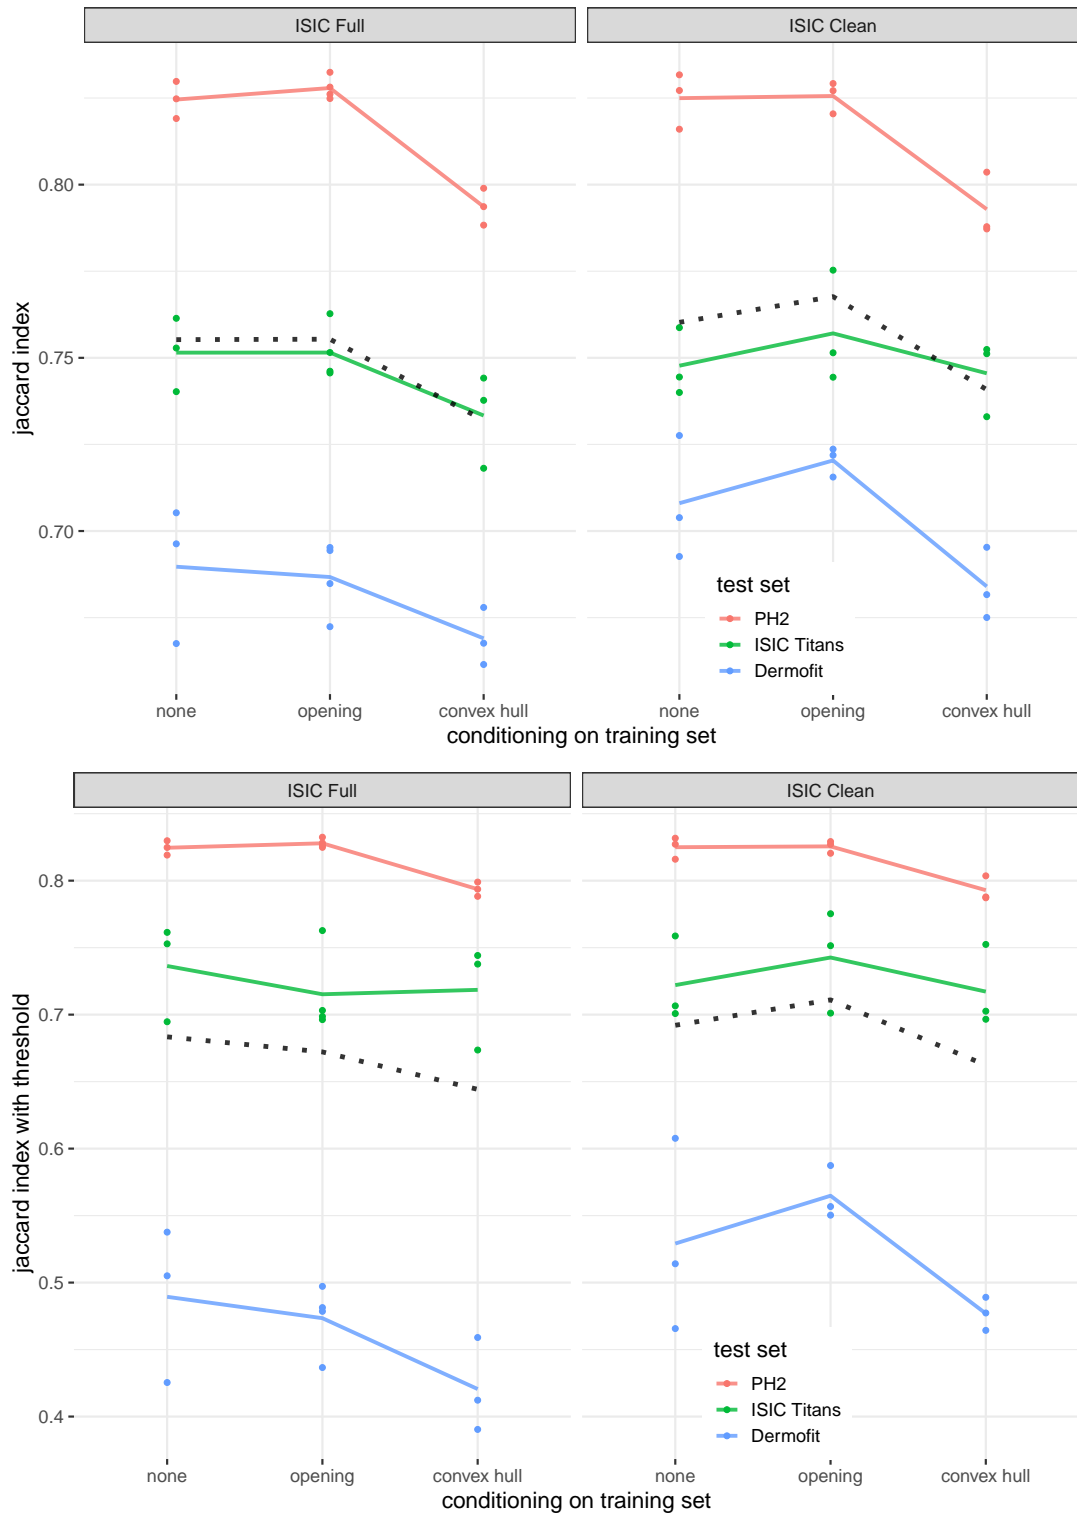 ISIC Full
ISIC Clean
jaccard index
0.80
0.75
0.70
test set
PH2
ISIC Titans
Dermofit
none
opening
convex hull
none
opening
convex hull
conditioning on training set
ISIC Full
ISIC Clean
jaccard index with threshold
0.8
0.7
0.6
0.5
0.4
test set
PH2
ISIC Titans
Dermofit
none
opening
convex hull
none
opening
convex hull
conditioning on training set